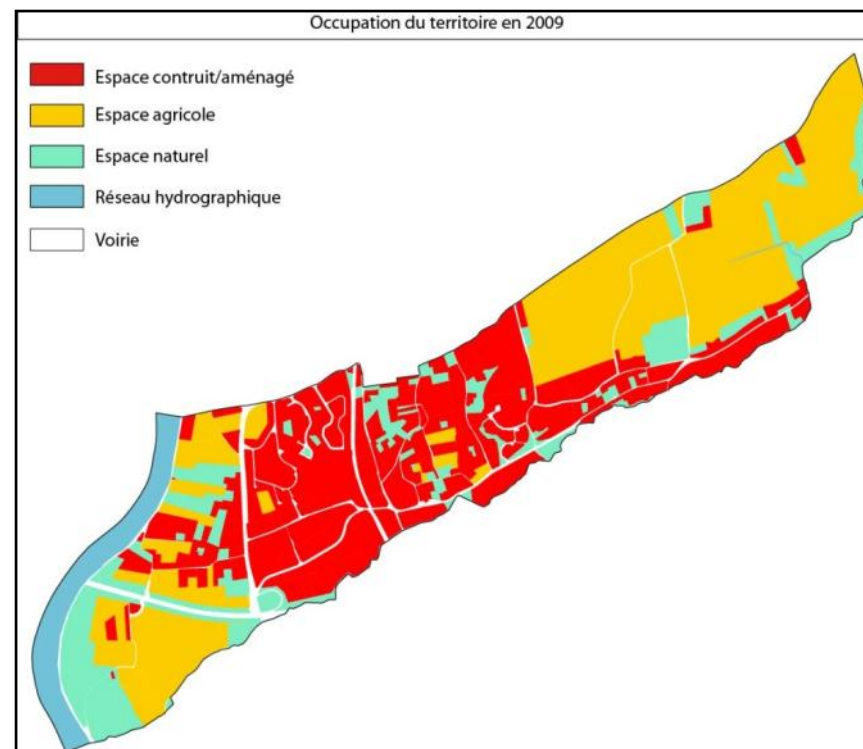 Occupation du territoire en 2009
Espace contruit/aménagé
Espace agricole
Espace naturel
Réseau hydrographique
Voirie